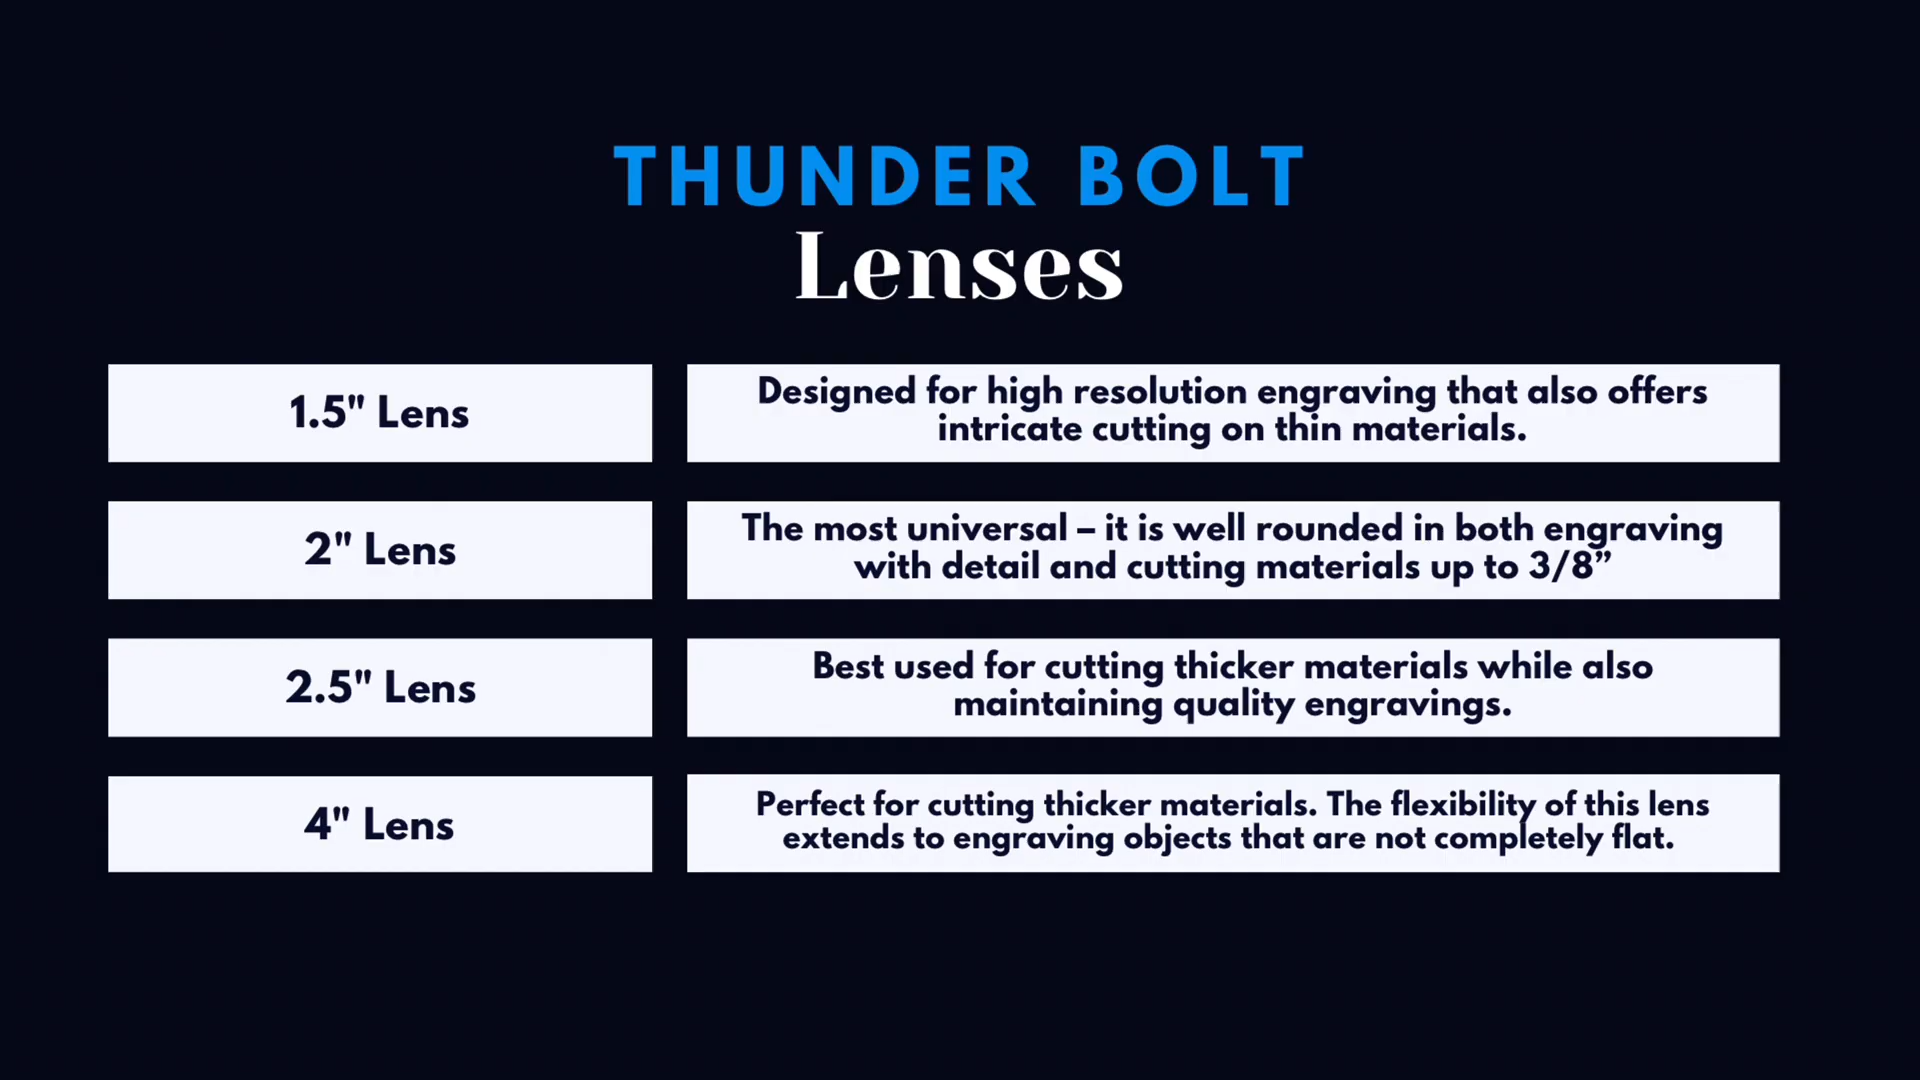 THUNDER BOLT
Lenses
1.5" Lens
Designed for high resolution engraving that also offers
intricate cutting on thin materials.
2" Lens
The most universal – it is well rounded in both engraving
with detail and cutting materials up to 3/8”
2.5" Lens
Best used for cutting thicker materials while also
maintaining quality engravings.
4" Lens
Perfect for cutting thicker materials. The flexibility of this lens
extends to engraving objects that are not completely flat.